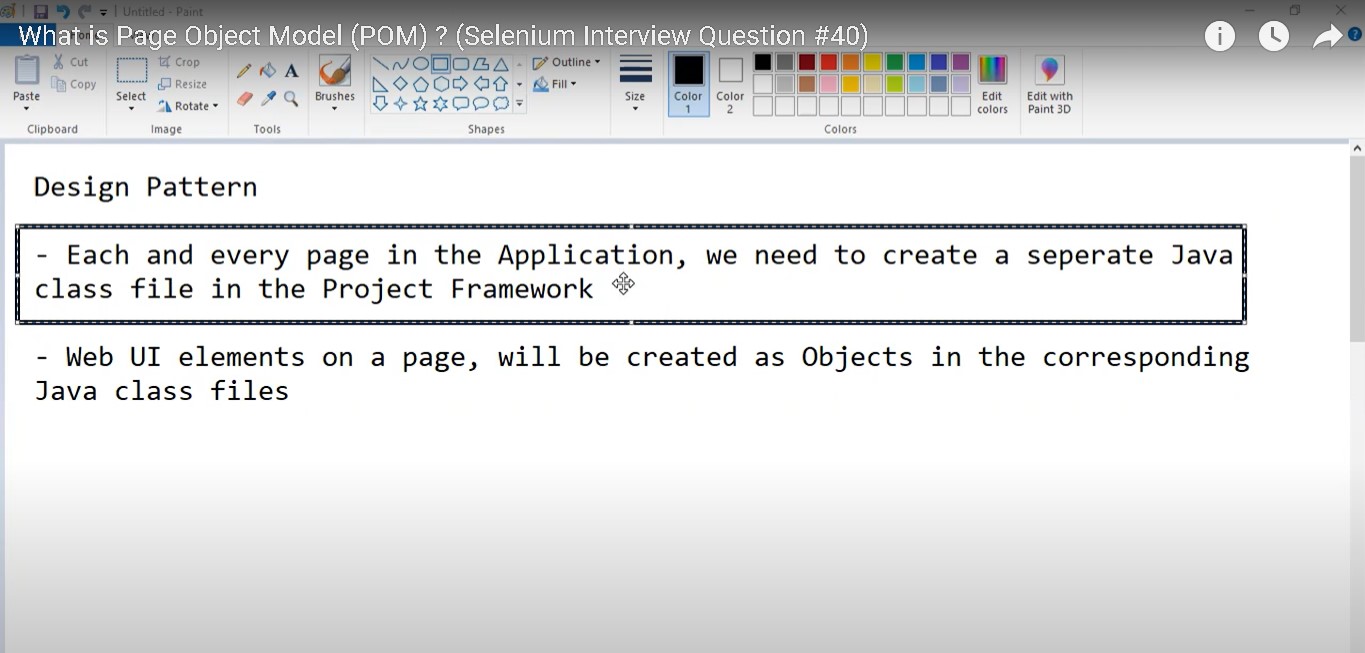 Untitled - Paint
What is Page Object Model (POM) ? (Selenium Interview Question #40)
Paste
Cut
Copy
Clipboard
Select
Crop
Resize
Rotate
Image
A
Tools
Brushes
Shapes
Outline
Fill
Size
Color
1
Color
2
Colors
Edit
colors
Edit with
Paint 3D
Design Pattern
- Each and every page in the Application, we need to create a seperate Java
class file in the Project Framework
- Web UI elements on a page, will be created as Objects in the corresponding
Java class files